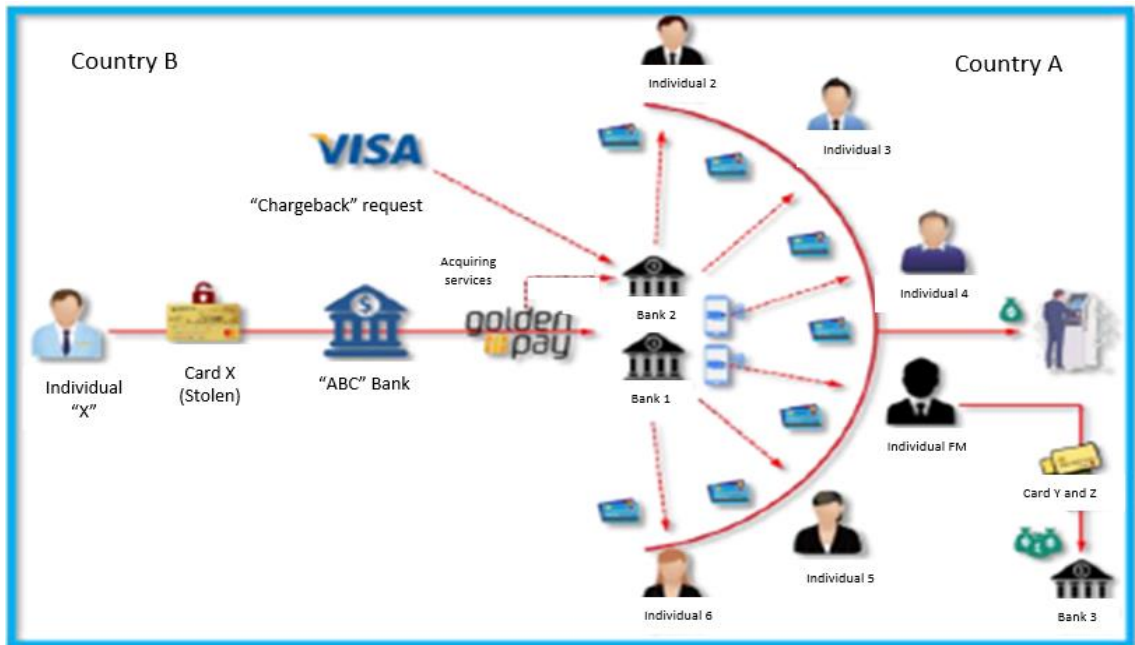 Country B
Country A
Individual 2
Individual 3
VISA
“Chargeback” request
Acquiring
services
Individual 4
golden
pay
Bank 2
Bank 1
Individual
“X”
Card X
(Stolen)
“ABC” Bank
Individual FM
Card Y and Z
Individual 5
Individual 6
Bank 3